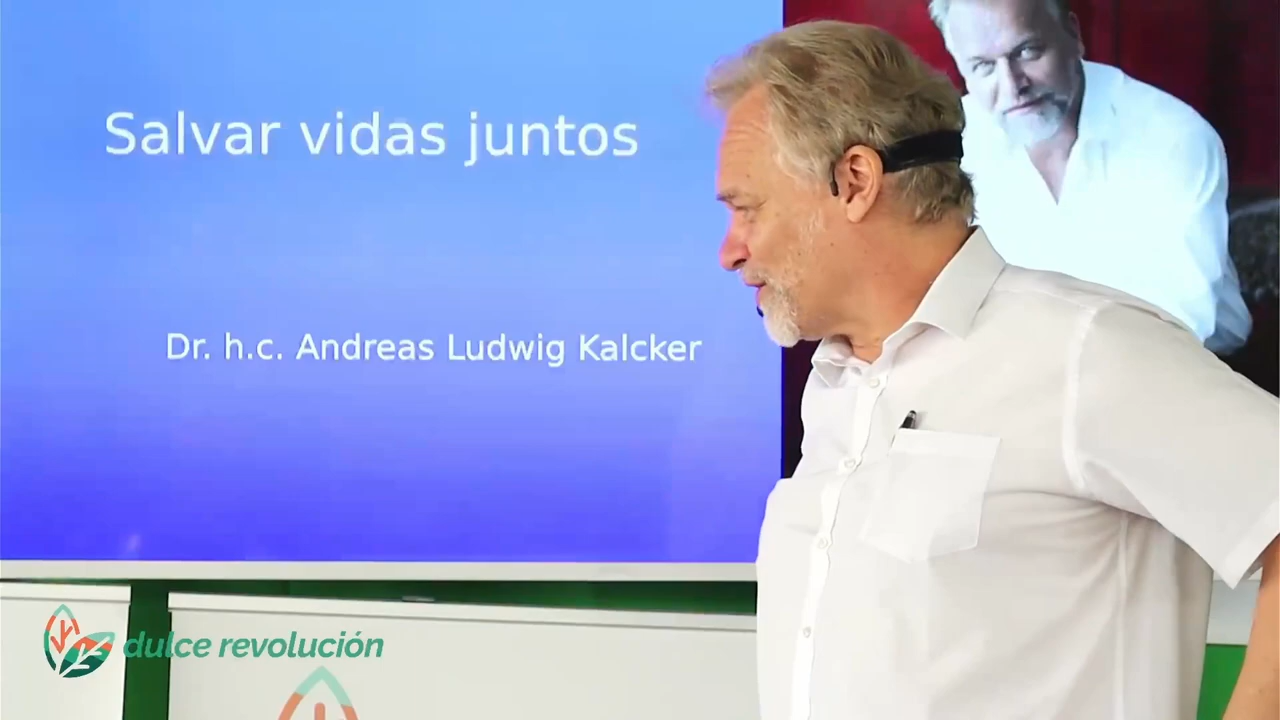 Salvar vidas juntos
Dr. h.c. Andreas Ludwig Kalcker
dulce revolución